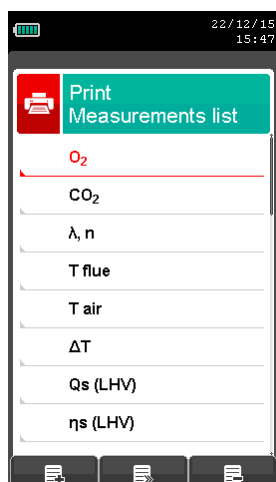 22/12/15
15:47
Print
Measurements list
O₂
CO₂
λ, n
T flue
T air
ΔT
Qs (LHV)
ηs (LHV)